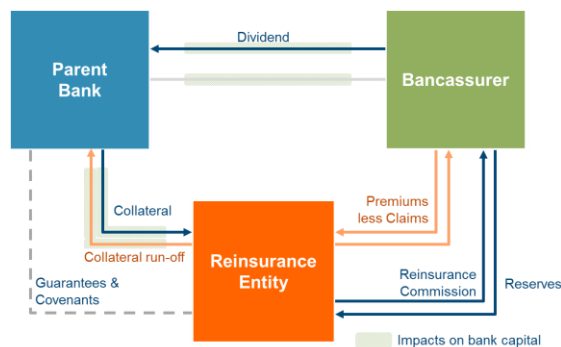 Dividend
Parent
Bank
Bancassurer
Collateral
Premiums
less Claims
Collateral run-off
Reinsurance
Entity
Guarantees &
Covenants
Reinsurance
Commission
Reserves
Impacts on bank capital